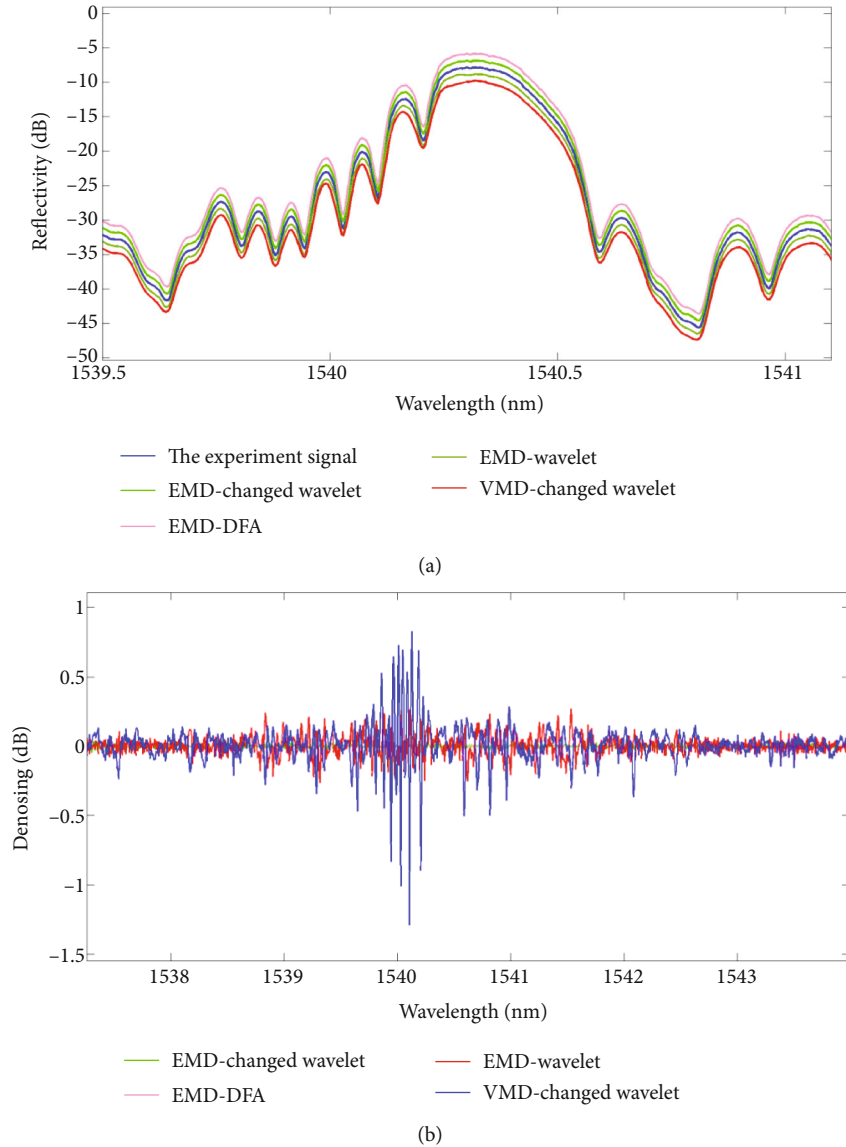 0
−5
−10
−15
−20
−25
−30
−35
−40
−45
−50
Reflectivity (dB)
1539.5 1540 1540.5 1541
Wavelength (nm)
The experiment signal EMD-wavelet
EMD-changed wavelet VMD-changed wavelet
EMD-DFA
(a)
1
0.5
0
−0.5
−1
−1.5
Denosing (dB)
1538 1539 1540 1541 1542 1543
Wavelength (nm)
EMD-changed wavelet EMD-wavelet
EMD-DFA VMD-changed wavelet
(b)